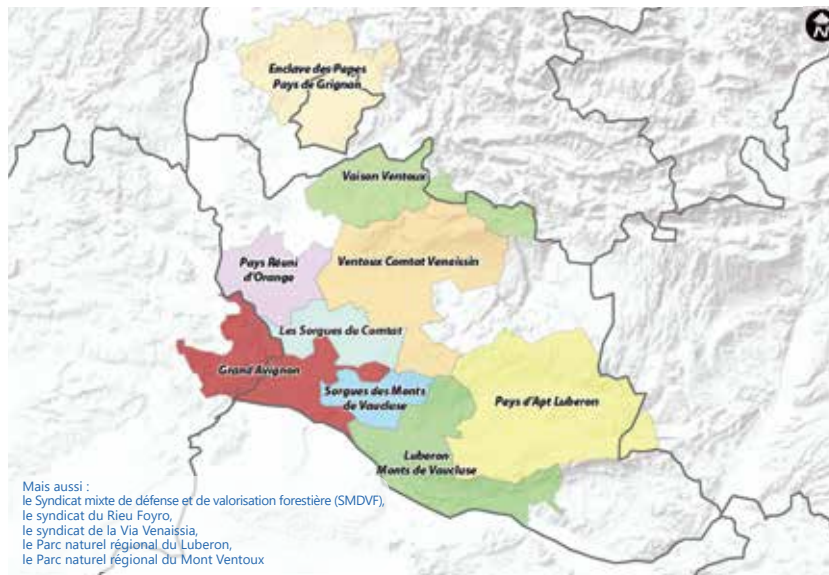 N
Enclave des Papes
Pays de Grignan
Vaison Ventoux
Pays Réuni
d'Orange
Ventoux Comtat Venaissin
Les Sorgues du Comtat
Grand Avignon
Sorgues des Monts
de Vaucluse
Pays d'Apt Luberon
Luberon
Monts de Vaucluse
Mais aussi :
le Syndicat mixte de défense et de valorisation forestière (SMDVF),
le syndicat du Rieu Foyro,
le syndicat de la Via Venaissia,
le Parc naturel régional du Luberon,
le Parc naturel régional du Mont Ventoux